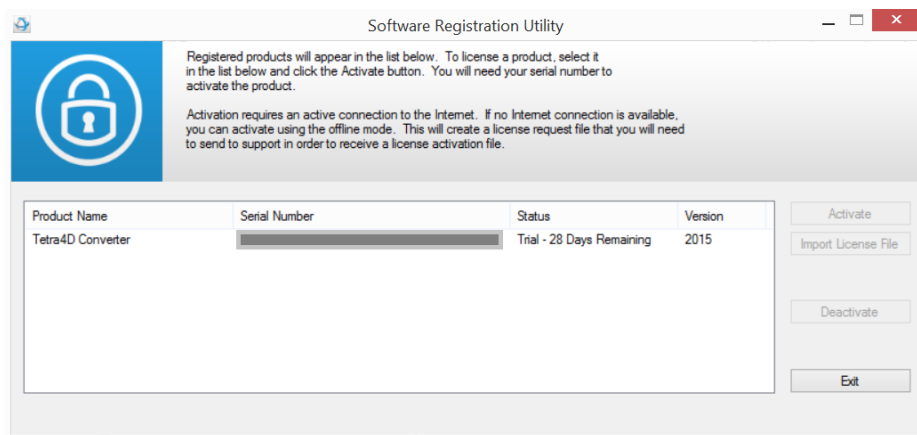 Software Registration Utility
Registered products will appear in the list below. To license a product, select it
in the list below and click the Activate button. You will need your serial number to
activate the product.
Activation requires an active connection to the Internet. If no Internet connection is available,
you can activate using the offline mode. This will create a license request file that you will need
to send to support in order to receive a license activation file.
Product Name Serial Number Status Version
Tetra4D Converter Trial - 28 Days Remaining 2015
Activate
Import License File
Deactivate
Exit